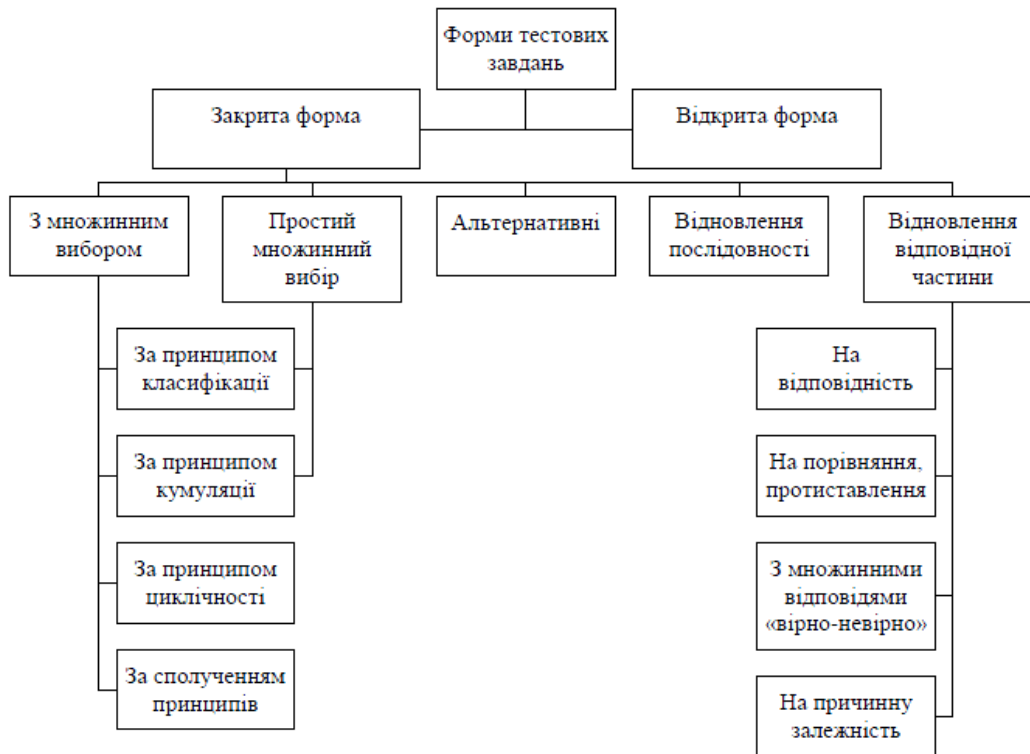 Форми тестових
завдань
Закрита форма
Відкрита форма
З множинним
вибором
Простий
множинний
вибір
Альтернативні
Відновлення
послідовності
Відновлення
відповідної
частини
За принципом
класифікації
За принципом
кумуляції
За принципом
циклічності
За сполученням
принципів
На
відповідність
На порівняння,
протиставлення
З множинними
відповідями
«вірно-невірно»
На причинну
залежність